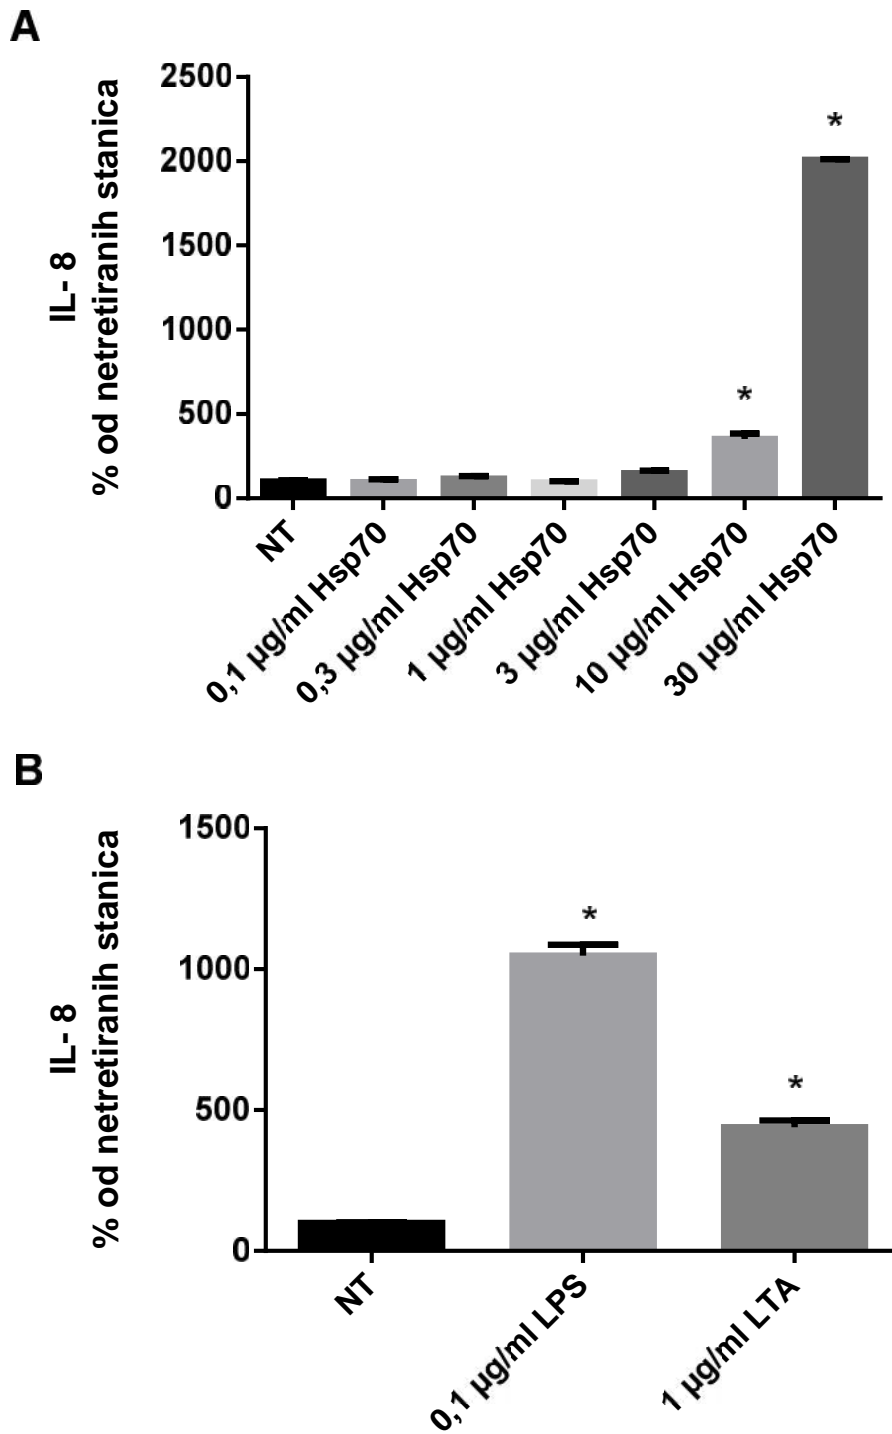 A
IL- 8
% od netretiranih stanica
2500
2000
1500
1000
500
0
*
*
NT
0,1 µg/ml Hsp70
0,3 µg/ml Hsp70
1 µg/ml Hsp70
3 µg/ml Hsp70
10 µg/ml Hsp70
30 µg/ml Hsp70
B
IL- 8
% od netretiranih stanica
1500
1000
500
0
*
*
NT
0,1 µg/ml LPS
1 µg/ml LTA